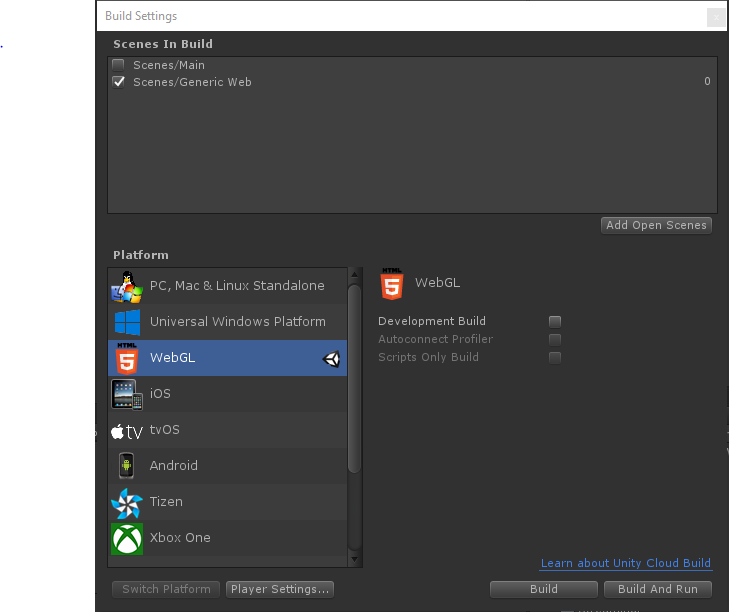 Build Settings
Scenes In Build
Scenes/Main
Scenes/Generic Web 0
Add Open Scenes
Platform
PC, Mac & Linux Standalone
Universal Windows Platform
HTML 5 WebGL
iOS
tv tvOS
Android
Tizen
Xbox One
HTML 5 WebGL
Development Build
Autoconnect Profiler
Scripts Only Build
Learn about Unity Cloud Build
Switch Platform Player Settings... Build Build And Run